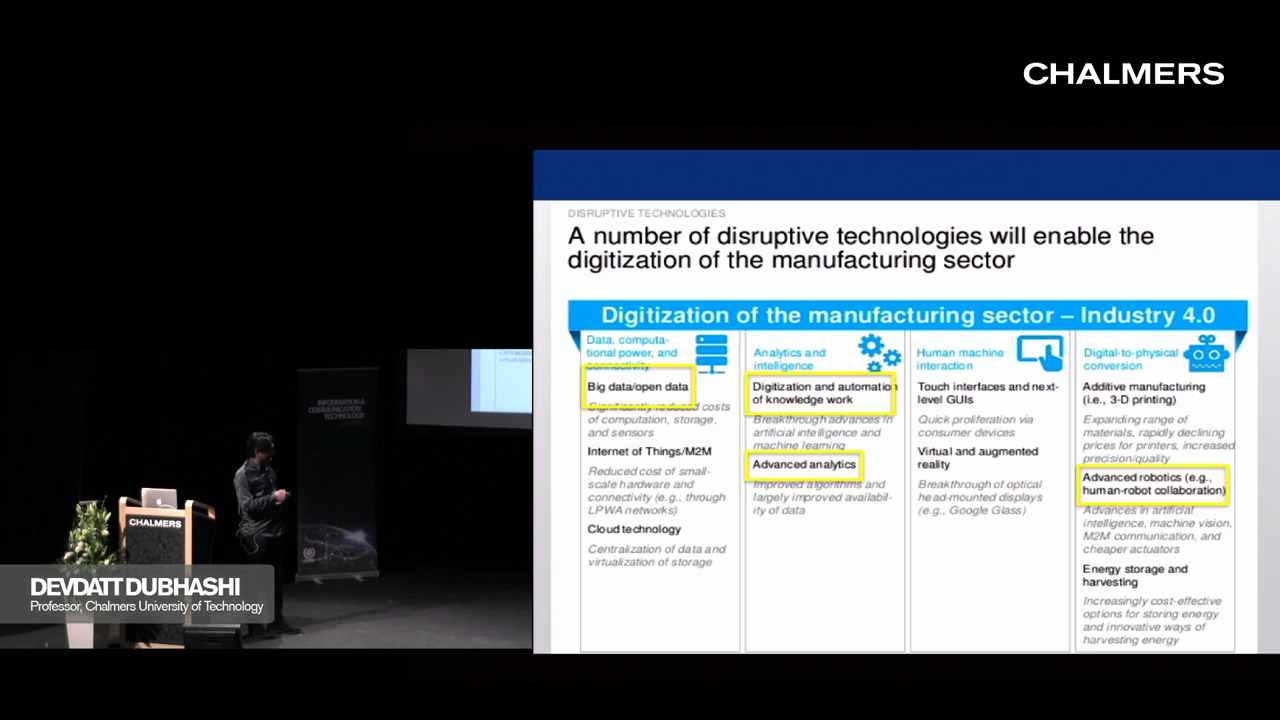 CHALMERS
DISRUPTIVE TECHNOLOGIES
A number of disruptive technologies will enable the
digitization of the manufacturing sector
Digitization of the manufacturing sector – Industry 4.0
Data, computa-
tional power, and
connectivity
Big data/open data
Significantly reduced costs
of computation, storage,
and sensors
Internet of Things/M2M
Reduced cost of small-
scale hardware and
connectivity (e.g., through
LPWA networks)
Cloud technology
Centralization of data and
virtualization of storage
Analytics and
intelligence
Digitization and automation
of knowledge work
Breakthrough advances in
artificial intelligence and
machine learning
Advanced analytics
Improved algorithms and
largely improved availabil-
ity of data
Human machine
interaction
Touch interfaces and next-
level GUIs
Quick proliferation via
consumer devices
Virtual and augmented
reality
Breakthrough of optical
head-mounted displays
(e.g., Google Glass)
Digital-to-physical
conversion
Additive manufacturing
(i.e., 3-D printing)
Expanding range of
materials, rapidly declining
prices for printers, increased
precision/quality
Advanced robotics (e.g.,
human-robot collaboration)
Advances in artificial
intelligence, machine vision,
M2M communication, and
cheaper actuators
Energy storage and
harvesting
Increasingly cost-effective
options for storing energy
and innovative ways of
harvesting energy
INFORMATION &
COMMUNICATION
TECHNOLOGY
CHALMERS
DEVDATT DUBHASHI
Professor, Chalmers University of Technology